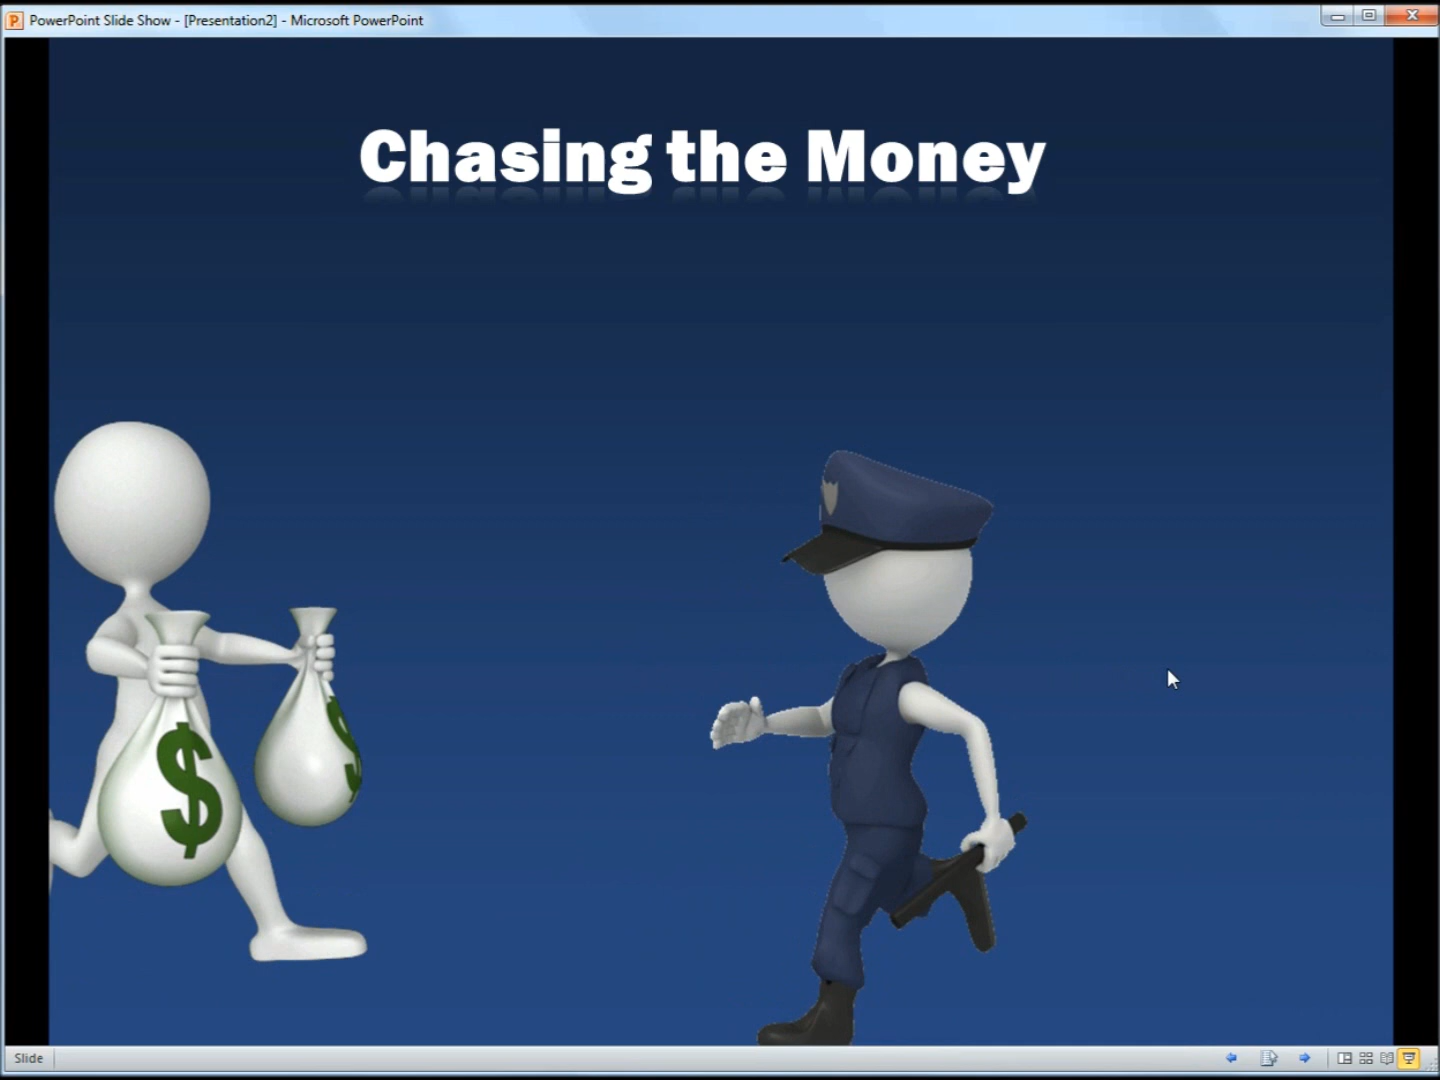 PowerPoint Slide Show - [Presentation2] - Microsoft PowerPoint
Chasing the Money
$
$
Slide